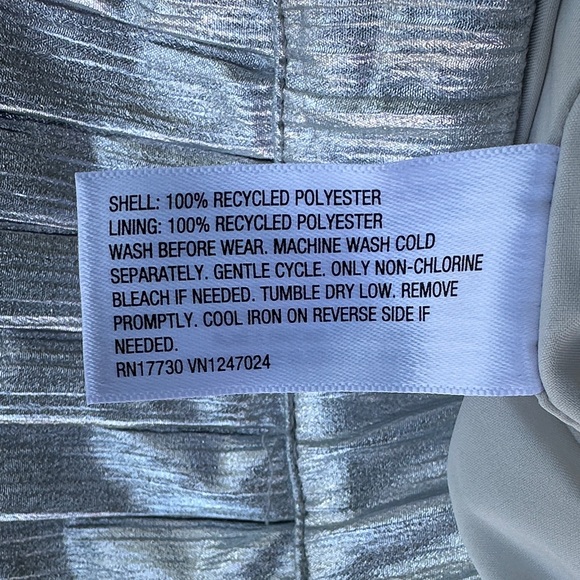 SHELL: 100% RECYCLED POLYESTER
LINING: 100% RECYCLED POLYESTER
WASH BEFORE WEAR. MACHINE WASH COLD
SEPARATELY. GENTLE CYCLE. ONLY NON-CHLORINE
BLEACH IF NEEDED. TUMBLE DRY LOW. REMOVE
PROMPTLY. COOL IRON ON REVERSE SIDE IF
NEEDED.
RN17730 VN1247024